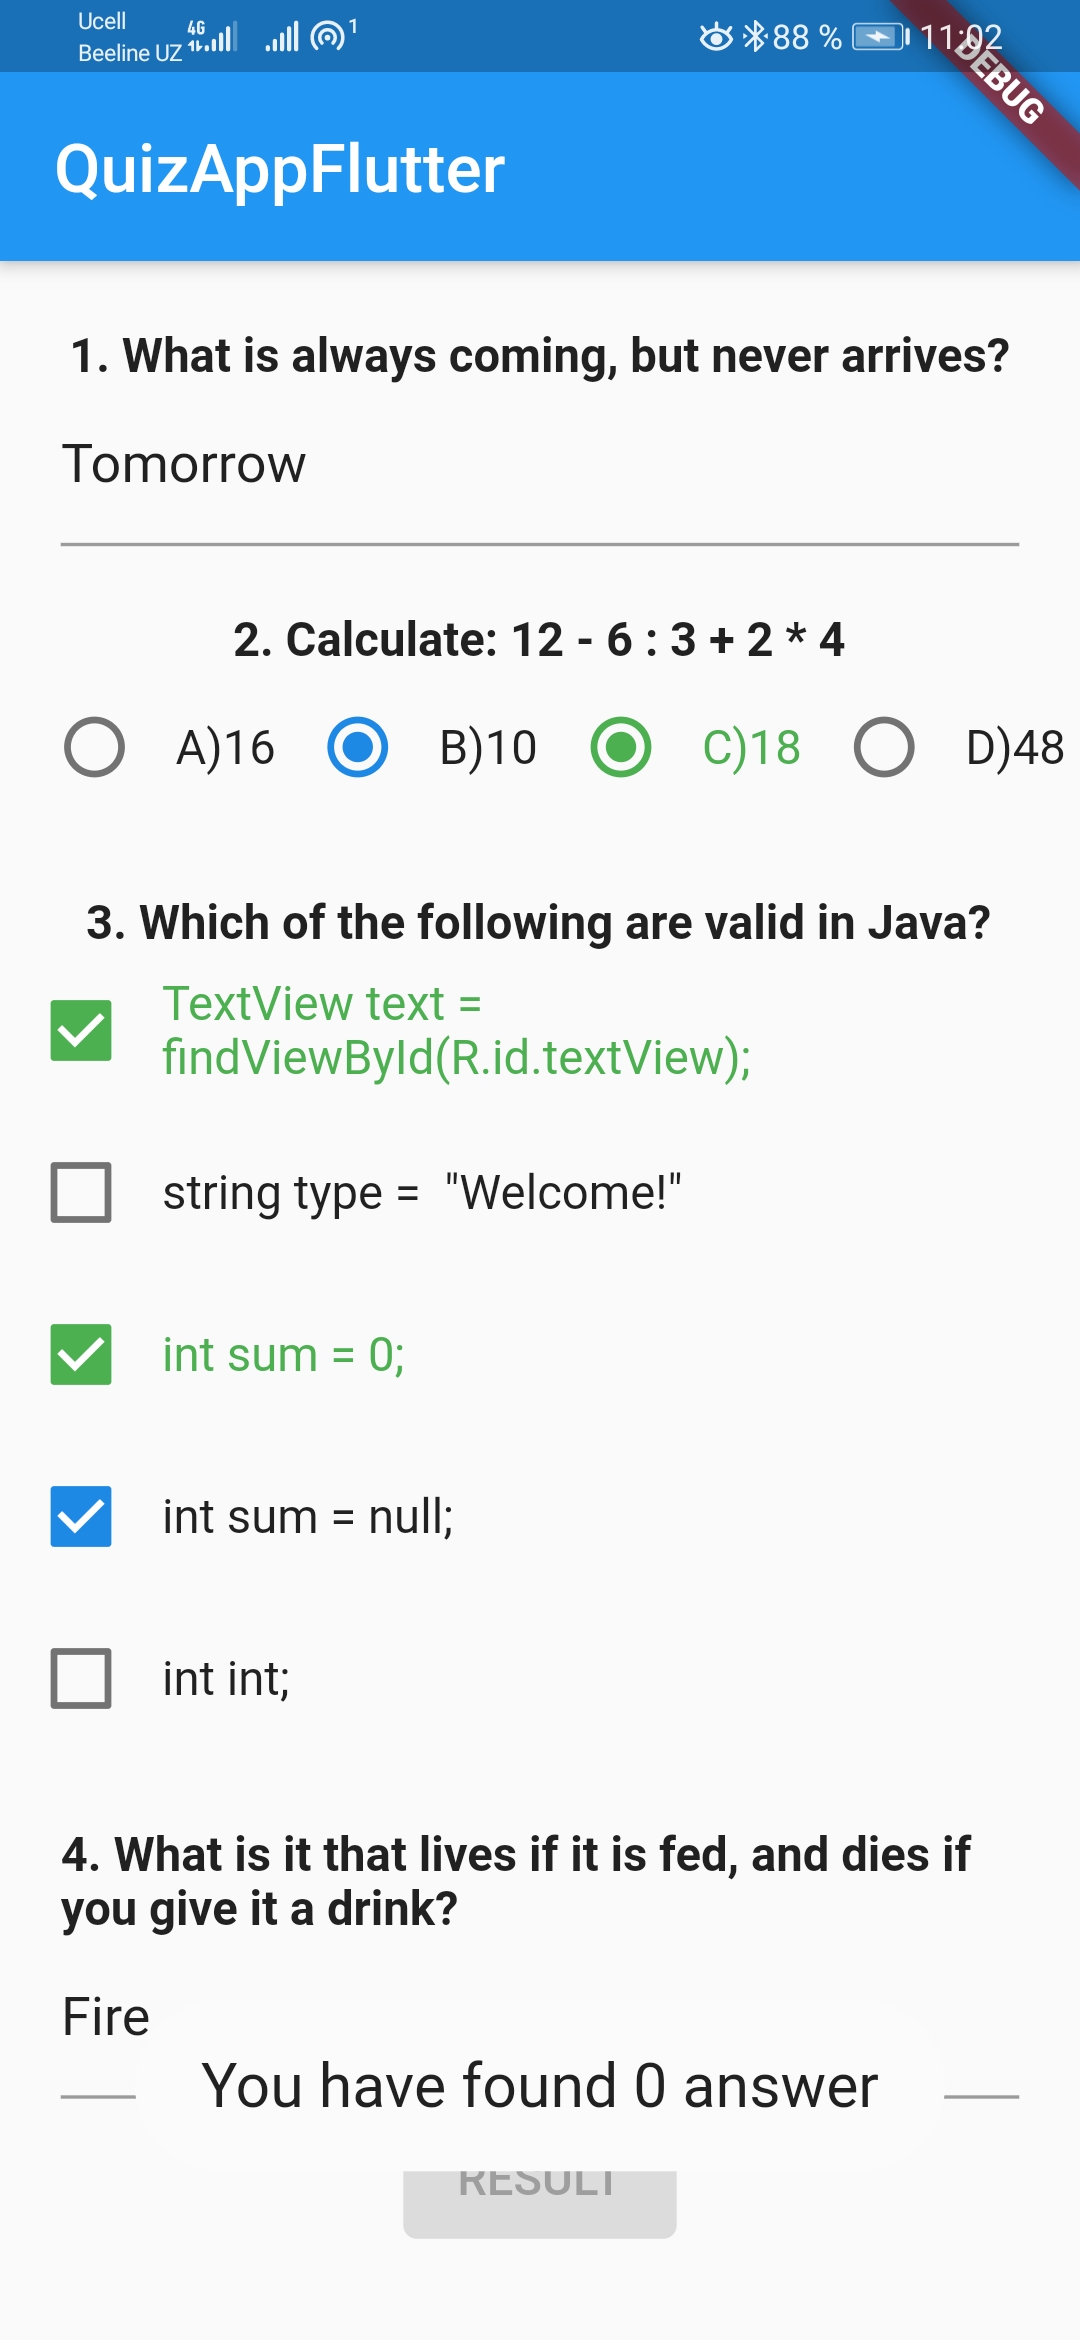 Ucell
Beeline UZ 4G 1 88 % 11:02
DEBUG
QuizAppFlutter
1. What is always coming, but never arrives?
Tomorrow
2. Calculate: 12 - 6 : 3 + 2 * 4
A)16 B)10 C)18 D)48
3. Which of the following are valid in Java?
TextView text =
findViewById(R.id.textView);
string type =  "Welcome!"
int sum = 0;
int sum = null;
int int;
4. What is it that lives if it is fed, and dies if
you give it a drink?
Fire
You have found 0 answer
RESULT